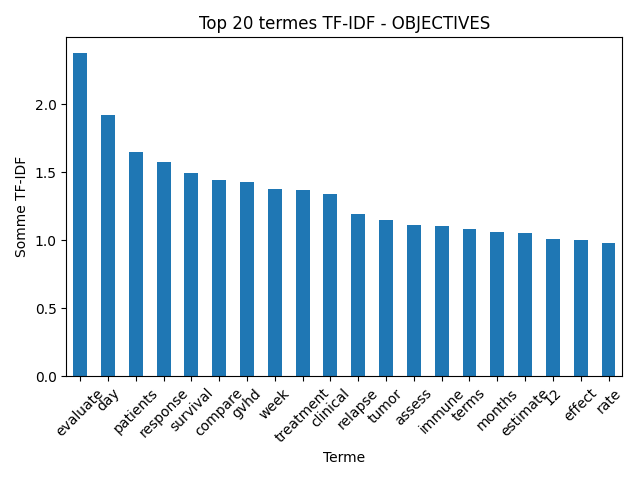 Top 20 termes TF-IDF - OBJECTIVES
Somme TF-IDF
2.0
1.5
1.0
0.5
0.0
evaluate
day
patients
response
survival
compare
gvhd
week
treatment
clinical
relapse
tumor
assess
immune
terms
months
estimate
12
effect
rate
Terme